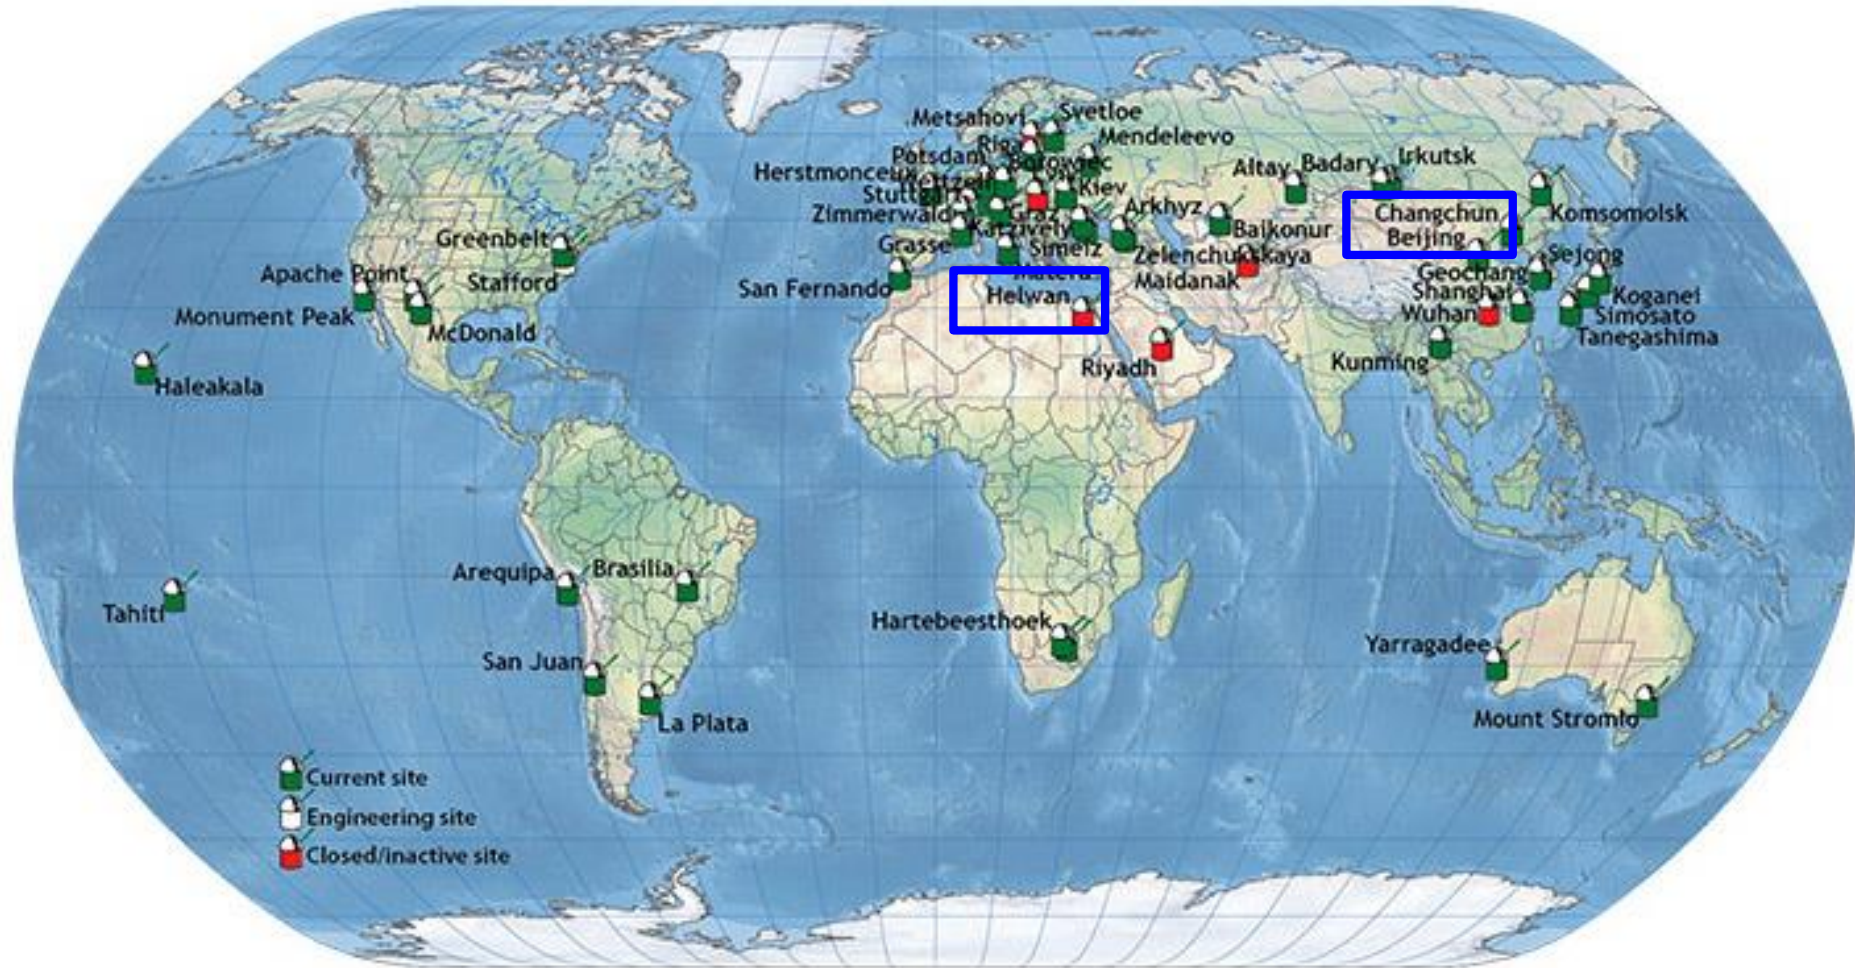 Metsahovi
Svetloe
Riga
Mendeleevo
Potsdam
Borowiec
Herstmonceux
Kiev
Zimmerwald
Graz
Katzively
Simeiz
Grasse
Matera
Arkhyz
Baikonur
Zelenchukskaya
Maidanak
Altay
Badary
Irkutsk
Changchun
Beijing
Komsomolsk
Sejong
Geochang
Shanghai
Wuhan
Koganei
Simosato
Tanegashima
Kunming
Greenbelt
Stafford
Apache Point
Monument Peak
McDonald
Haleakala
San Fernando
Helwan
Riyadh
Arequipa
Brasilia
Tahiti
San Juan
La Plata
Hartebeesthoek
Yarragadee
Mount Stromlo
Current site
Engineering site
Closed/inactive site